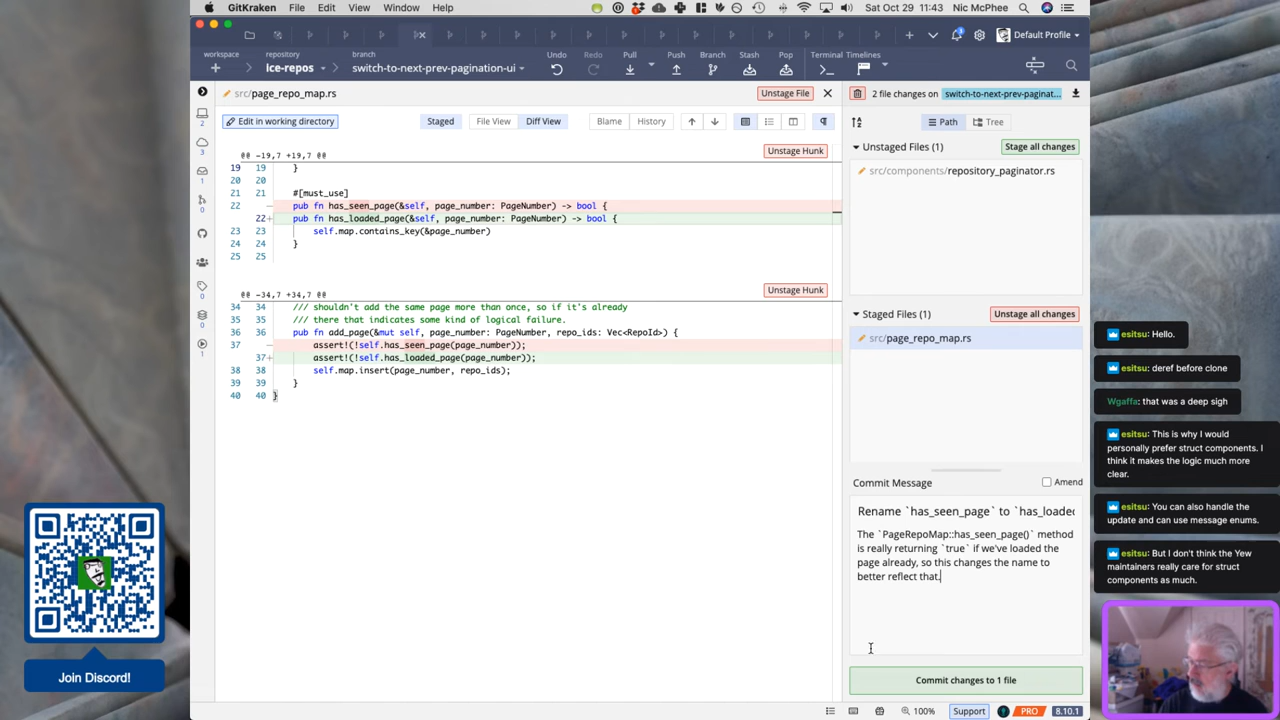 GitKraken File Edit View Window Help
Sat Oct 29 11:43 Nic McPhee
Default Profile
workspace
repository
Ice-repos
branch
switch-to-next-prev-pagination-ui
Undo Redo Pull Push Branch Stash Pop Terminal Timelines
src/page_repo_map.rs
Unstage File
2 file changes on switch-to-next-prev-paginat...
Edit in working directory
Staged File View Diff View Blame History
Path Tree
@@ -19,7 +19,7 @@
Unstage Hunk
19 19 }
20 20
21 21 #[must_use]
22 - pub fn has_seen_page(&self, page_number: PageNumber) -> bool {
22+ pub fn has_loaded_page(&self, page_number: PageNumber) -> bool {
23 23 self.map.contains_key(&page_number)
24 24 }
25 25
@@ -34,7 +34,7 @@
Unstage Hunk
34 34 /// shouldn't add the same page more than once, so if it's already
35 35 /// there that indicates some kind of logical failure.
36 36 pub fn add_page(&mut self, page_number: PageNumber, repo_ids: Vec<RepoId>) {
37 - assert!(!self.has_seen_page(page_number));
37+ assert!(!self.has_loaded_page(page_number));
38 38 self.map.insert(page_number, repo_ids);
39 39 }
40 40 }
2
3
1
0
0
0
1
Unstaged Files (1)
Stage all changes
src/components/repository_paginator.rs
Staged Files (1)
Unstage all changes
src/page_repo_map.rs
Commit Message
Amend
Rename `has_seen_page` to `has_loaded
The `PageRepoMap::has_seen_page()` method
is really returning `true` if we've loaded the
page already, so this changes the name to
better reflect that.
Commit changes to 1 file
100%
Support
PRO
8.10.1
esitsu: Hello.
esitsu: deref before clone
Wgaffa: that was a deep sigh
esitsu: This is why I would
personally prefer struct components. I
think it makes the logic much more
clear.
esitsu: You can also handle the
update and can use message enums.
esitsu: But I don't think the Yew
maintainers really care for struct
components as much.
Join Discord!